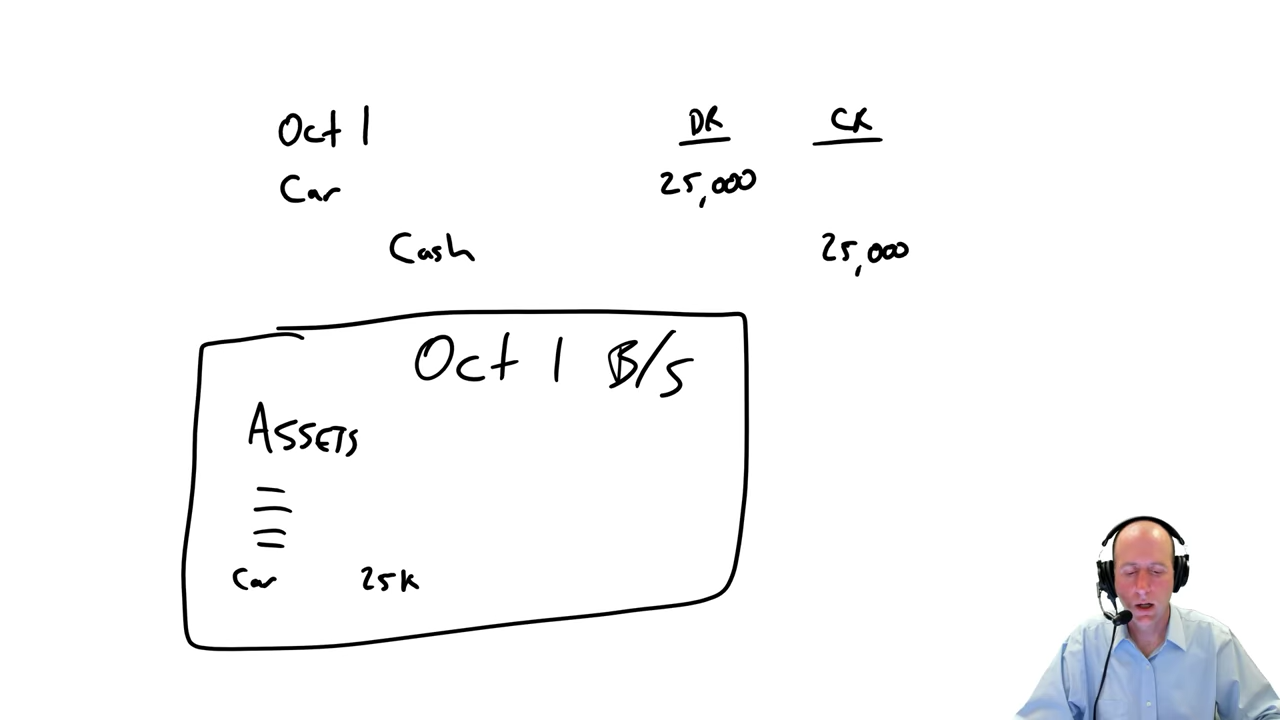 Oct 1 DR CR
Car 25,000
Cash 25,000
Oct 1 B/S
ASSETS
Car 25K